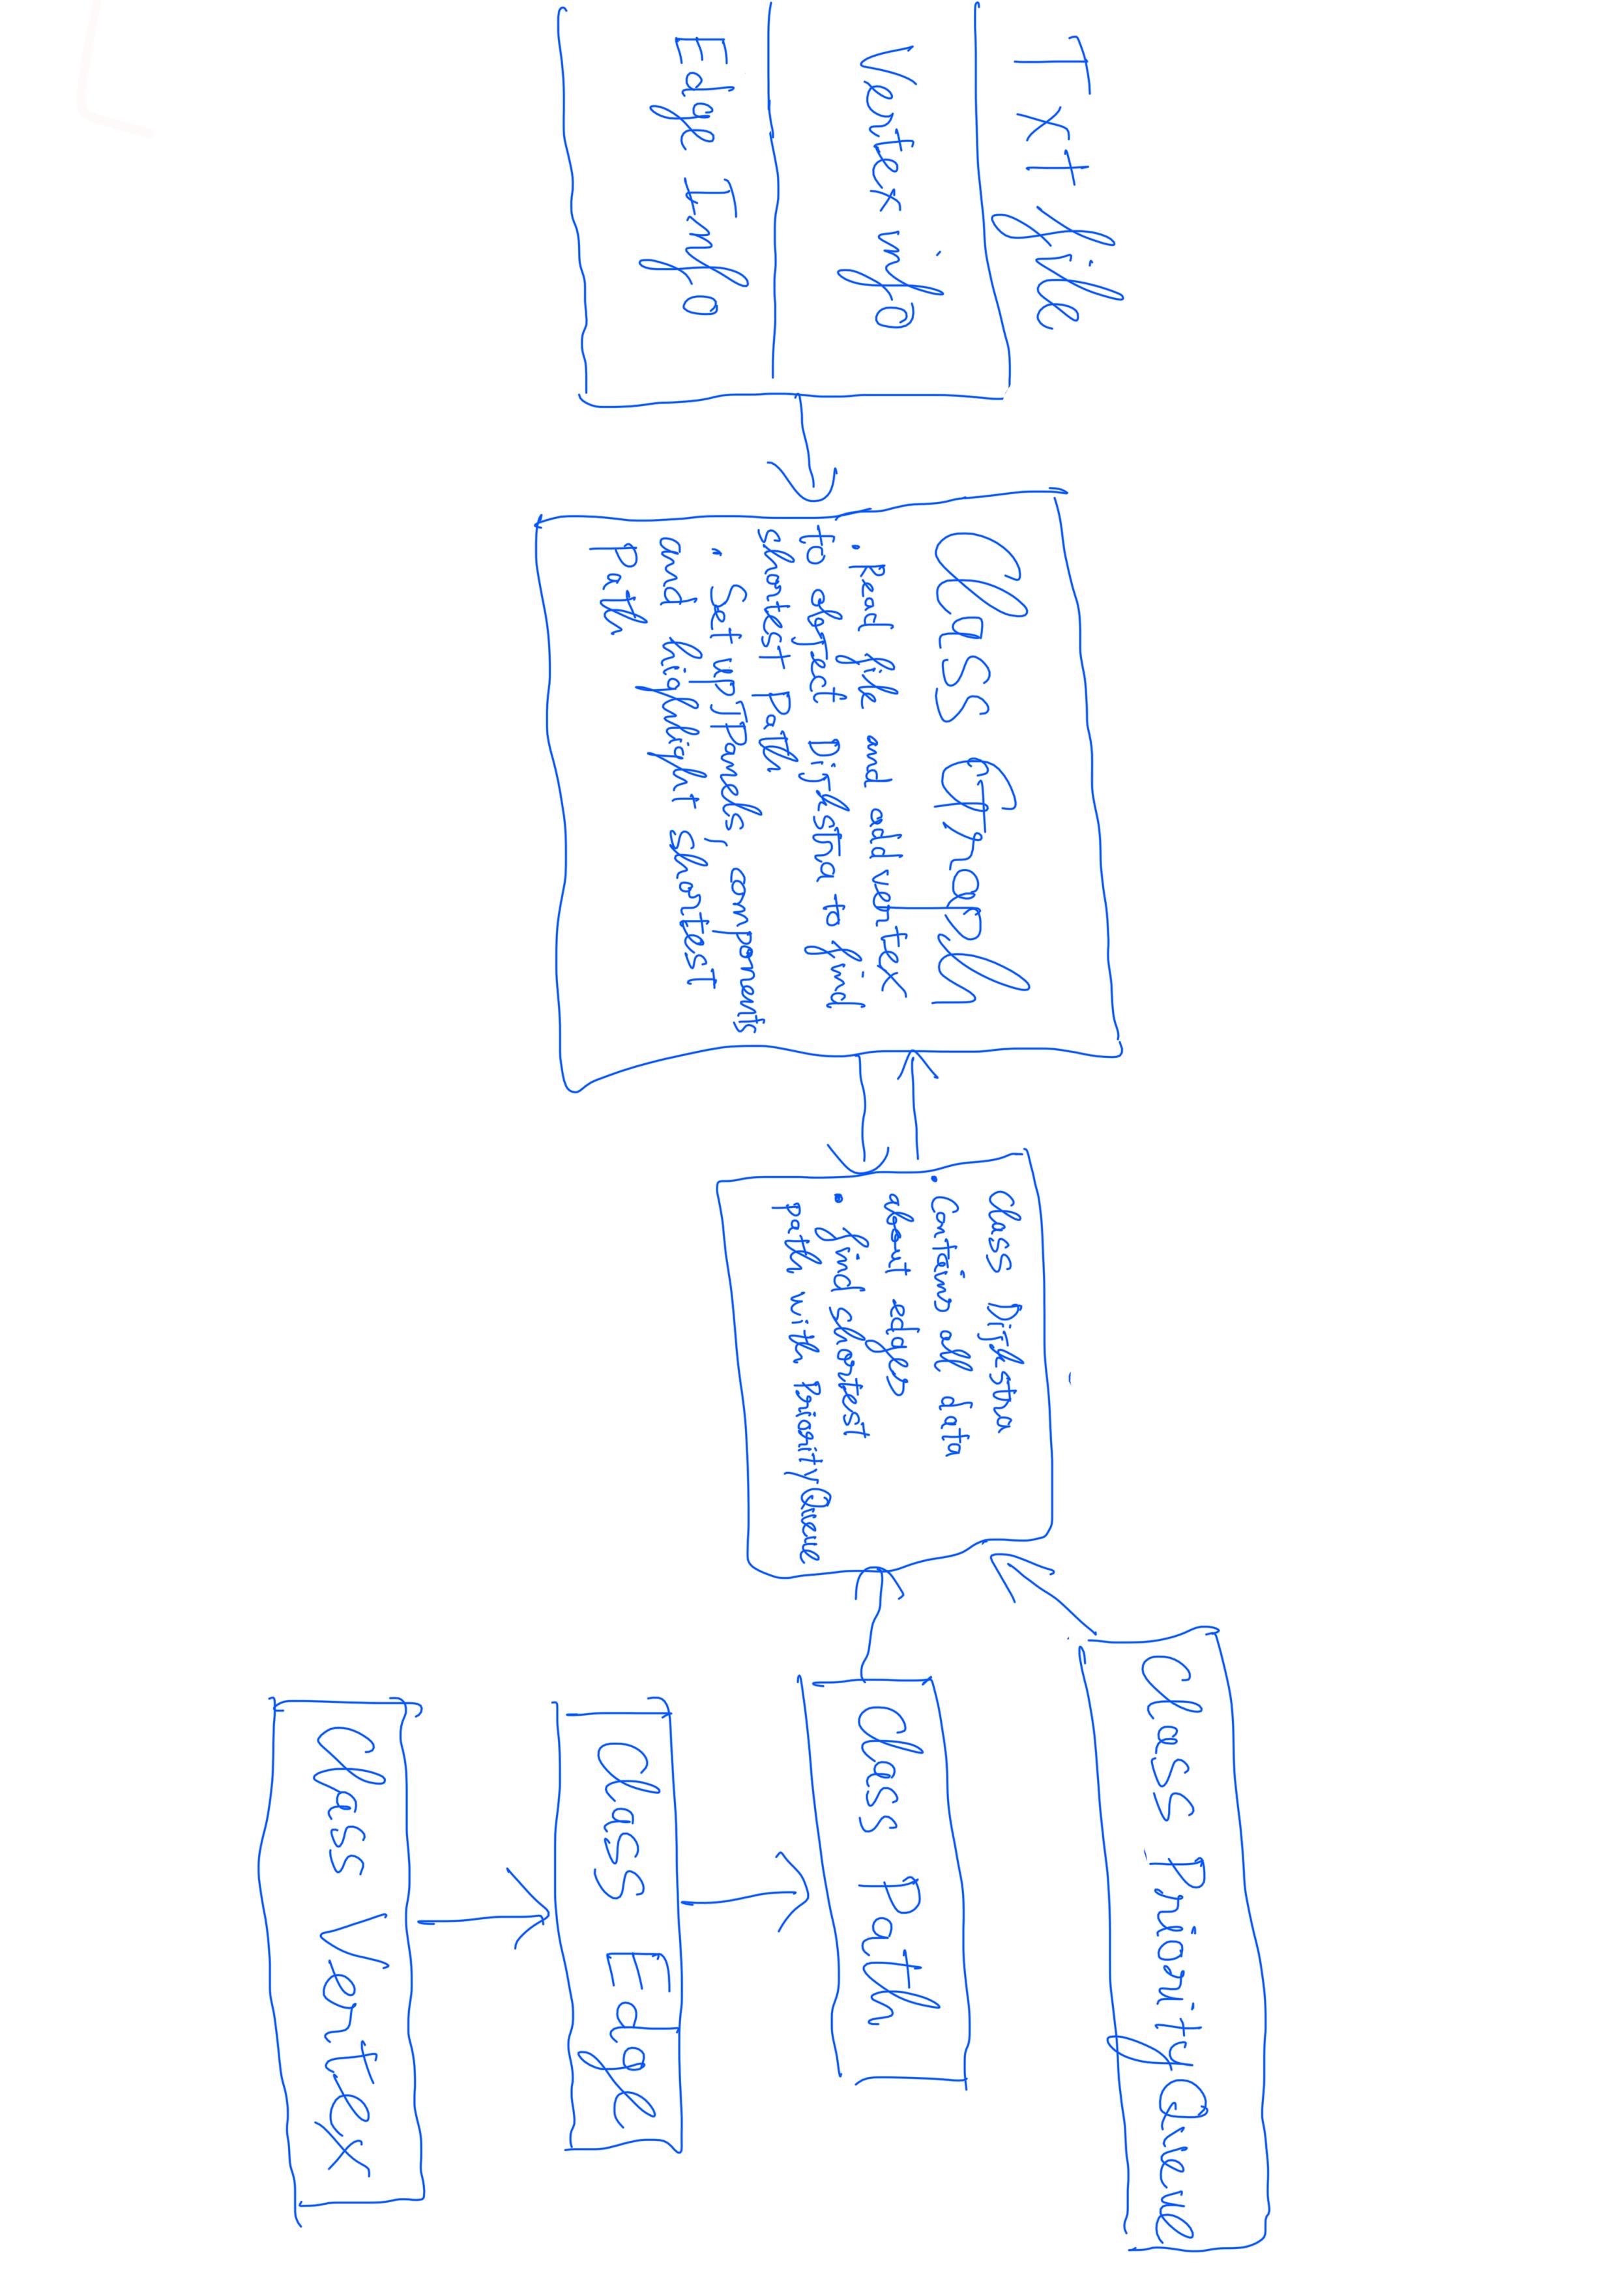 Txt file
Vertex info
Edge Info
Class Graph
• read file and add vertex
to object Dijkstra to find
shortest Path
• Set up JPanels, components
and highlight shortest
Path
Class Dijkstra
• Contain all data
about edges
• find shortest
path with PriorityQueue
Class PriorityQueue
Class Path
Class Edge
Class Vertex